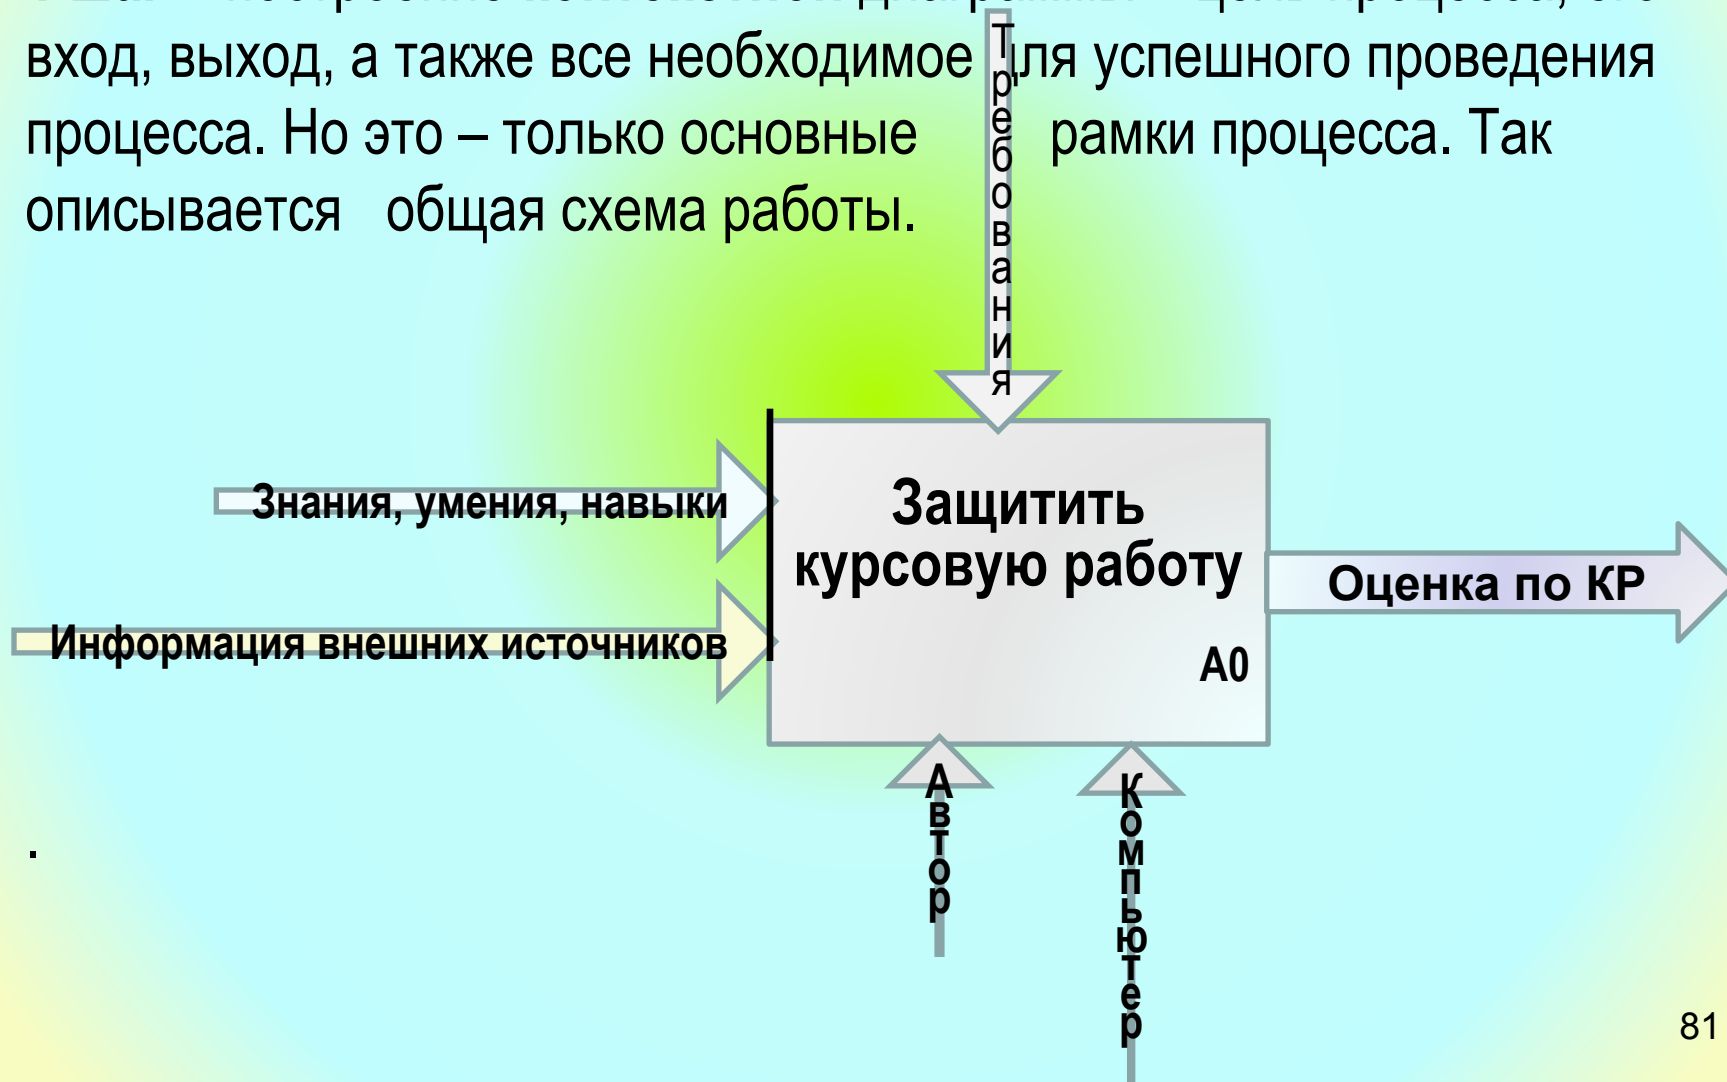 вход, выход, а также все необходимое для успешного проведения
процесса. Но это – только основные рамки процесса. Так
описывается общая схема работы.
Требования
Знания, умения, навыки
Защитить
курсовую работу
Оценка по КР
Информация внешних источников
А0
Автор
Компьютер
.
81